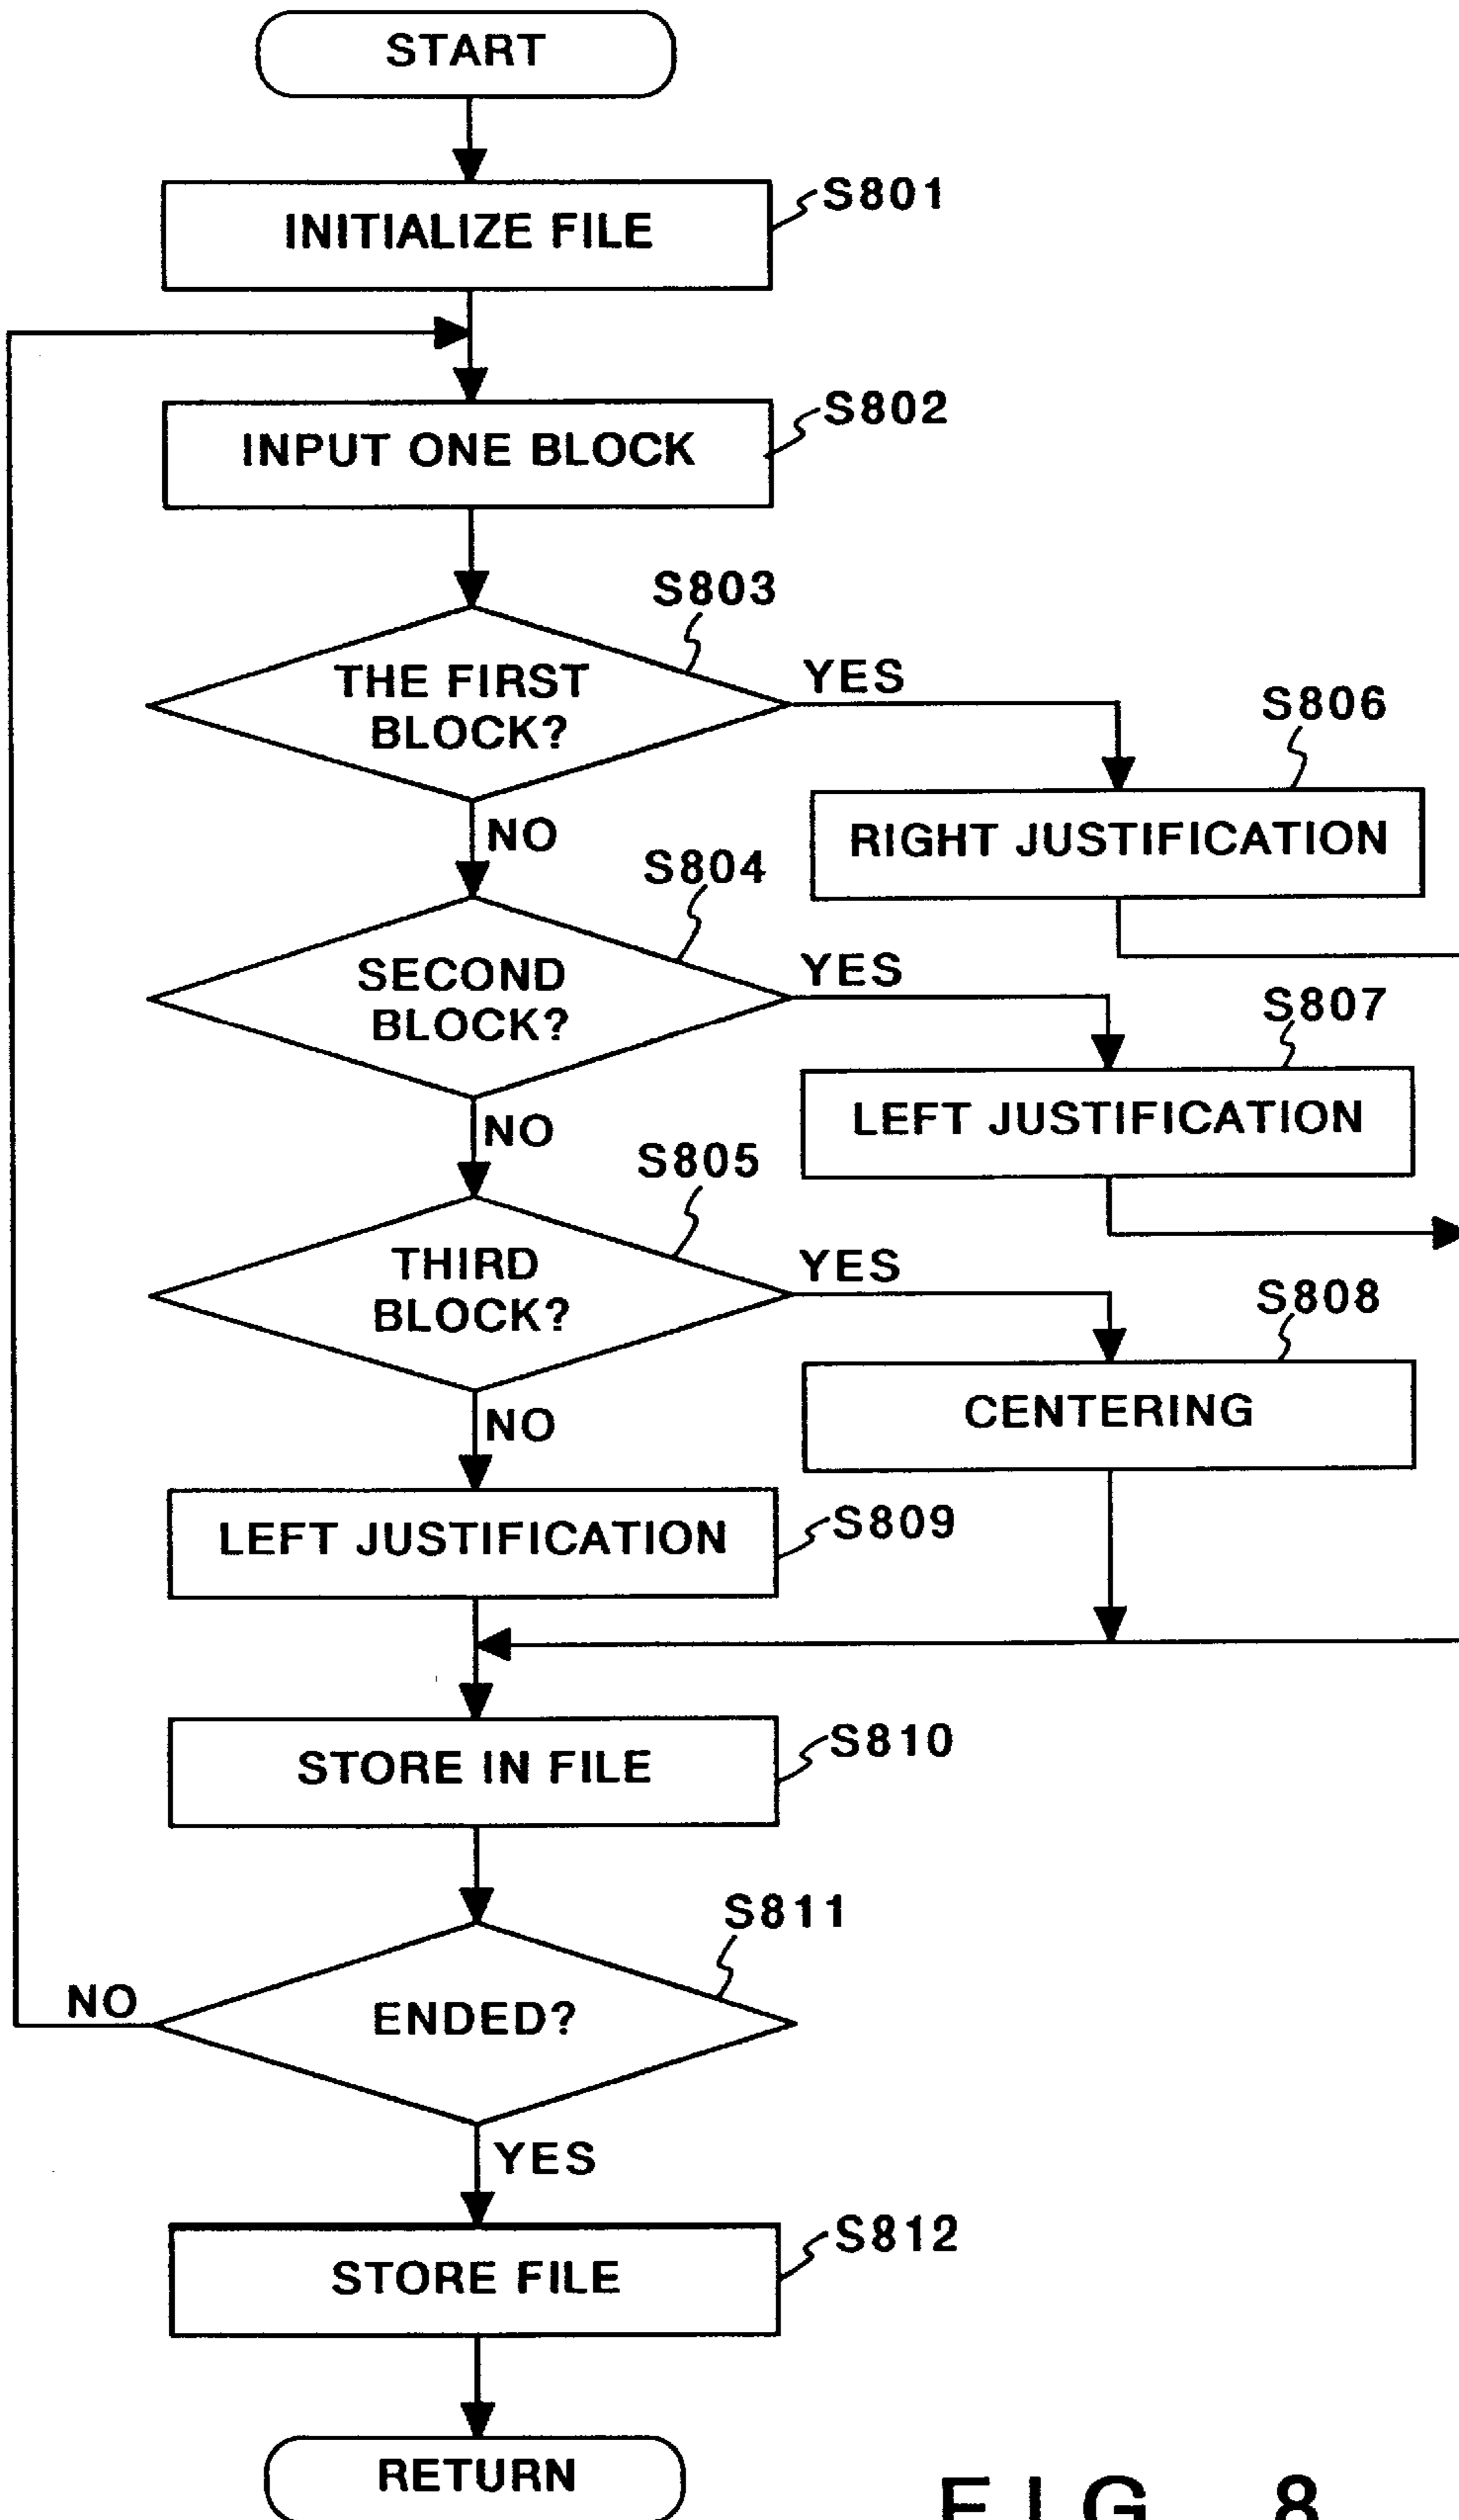 START
INITIALIZE FILE
S801
INPUT ONE BLOCK
S802
S803
THE FIRST
BLOCK?
YES
NO
S806
RIGHT JUSTIFICATION
S804
SECOND
BLOCK?
YES
NO
S807
LEFT JUSTIFICATION
S805
THIRD
BLOCK?
YES
NO
S808
CENTERING
LEFT JUSTIFICATION
S809
STORE IN FILE
S810
S811
ENDED?
NO
YES
STORE FILE
S812
RETURN
FIG. 8